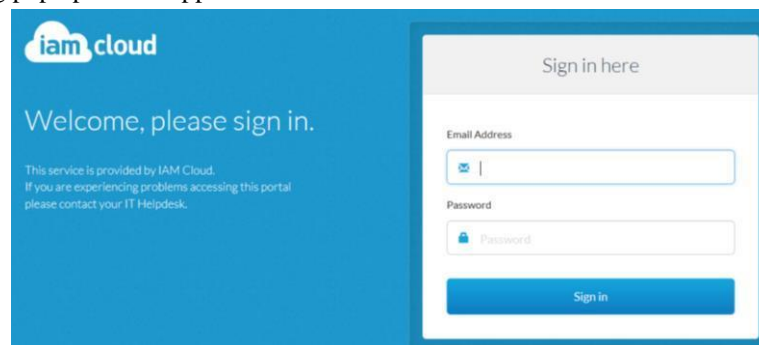 iam cloud
Welcome, please sign in.
This service is provided by IAM Cloud.
If you are experiencing problems accessing this portal
please contact your IT Helpdesk.
Sign in here
Email Address
Password
Password
Sign in